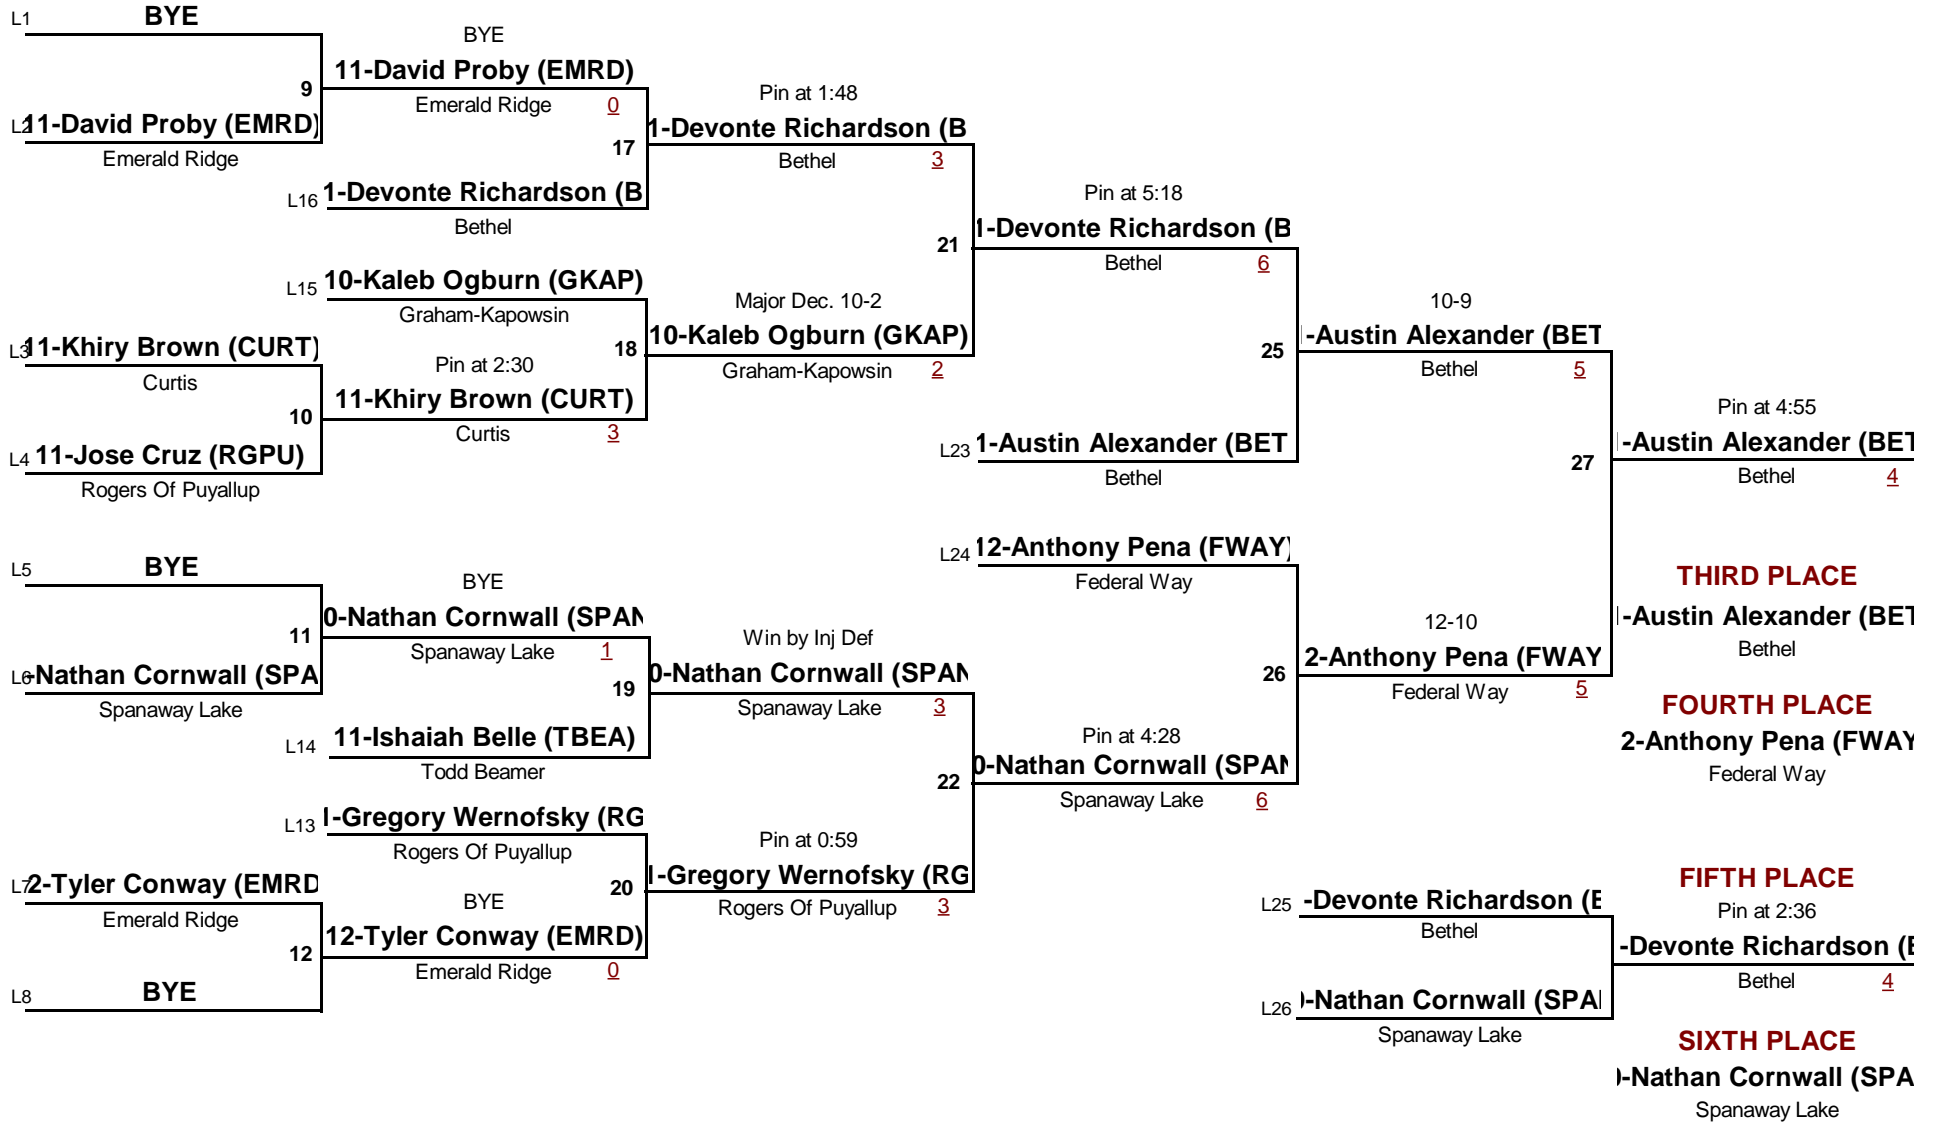 L1 BYE
BYE
11-David Proby (EMRD)
9
Emerald Ridge 0
L2 11-David Proby (EMRD)
Emerald Ridge
Pin at 1:48
1-Devonte Richardson (B
17
Bethel 3
L16 1-Devonte Richardson (B
Bethel
Pin at 5:18
1-Devonte Richardson (B
21
Bethel 6
L15 10-Kaleb Ogburn (GKAP)
Graham-Kapowsin
Major Dec. 10-2
10-Kaleb Ogburn (GKAP)
18
Graham-Kapowsin 2
L3 11-Khiry Brown (CURT)
Curtis
Pin at 2:30
11-Khiry Brown (CURT)
10
Curtis 3
L4 11-Jose Cruz (RGPU)
Rogers Of Puyallup
10-9
-Austin Alexander (BET
25
Bethel 5
L23 1-Austin Alexander (BET
Bethel
Pin at 4:55
-Austin Alexander (BET
27
Bethel 4
L24 12-Anthony Pena (FWAY)
Federal Way
THIRD PLACE
-Austin Alexander (BET
Bethel
L5 BYE
BYE
0-Nathan Cornwall (SPAN
11
Spanaway Lake 1
L6 -Nathan Cornwall (SPA
Spanaway Lake
Win by Inj Def
0-Nathan Cornwall (SPAN
19
Spanaway Lake 3
L14 11-Ishaiah Belle (TBEA)
Todd Beamer
12-10
2-Anthony Pena (FWAY
26
Federal Way 5
FOURTH PLACE
2-Anthony Pena (FWAY
Federal Way
Pin at 4:28
0-Nathan Cornwall (SPAN
22
Spanaway Lake 6
L13 -Gregory Wernofsky (RG
Rogers Of Puyallup
Pin at 0:59
-Gregory Wernofsky (RG
20
Rogers Of Puyallup 3
L7 2-Tyler Conway (EMRD
Emerald Ridge
BYE
12-Tyler Conway (EMRD)
12
Emerald Ridge 0
L8 BYE
FIFTH PLACE
L25 -Devonte Richardson (B
Bethel
Pin at 2:36
-Devonte Richardson (B
Bethel 4
L26 -Nathan Cornwall (SPA
Spanaway Lake
SIXTH PLACE
-Nathan Cornwall (SPA
Spanaway Lake